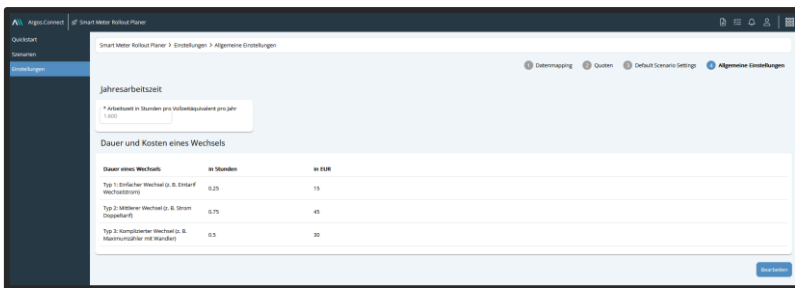 Argos.Connect Smart Meter Rollout Planer
Quickstart
Szenarien
Einstellungen
Smart Meter Rollout Planer > Einstellungen > Allgemeine Einstellungen
1 Datenmapping 2 Quoten 3 Default Scenario Settings 4 Allgemeine Einstellungen
Jahresarbeitszeit
* Arbeitszeit in Stunden pro Vollzeitäquivalent pro Jahr
1.600
Dauer und Kosten eines Wechsels
Dauer eines Wechsels in Stunden in EUR
Typ 1: Einfacher Wechsel (z. B. Eintarif
Wechselstrom) 0.25 15
Typ 2: Mittlerer Wechsel (z. B. Strom
Doppeltarif) 0.75 45
Typ 3: Komplizierter Wechsel (z. B.
Maximumzähler mit Wandler) 0.5 30
Bearbeiten